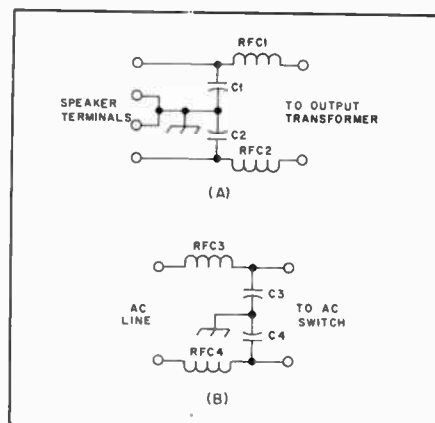 RFC1
C1
SPEAKER
TERMINALS
TO OUTPUT
TRANSFORMER
C2
RFC2
(A)
RFC3
C3
AC
LINE
TO AC
SWITCH
C4
RFC4
(B)